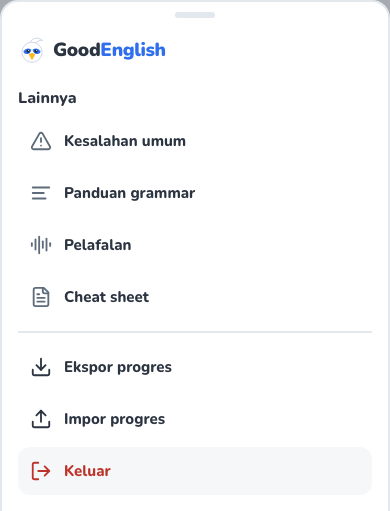 GoodEnglish
Lainnya
Kesalahan umum
Panduan grammar
Pelafalan
Cheat sheet
Ekspor progres
Impor progres
Keluar